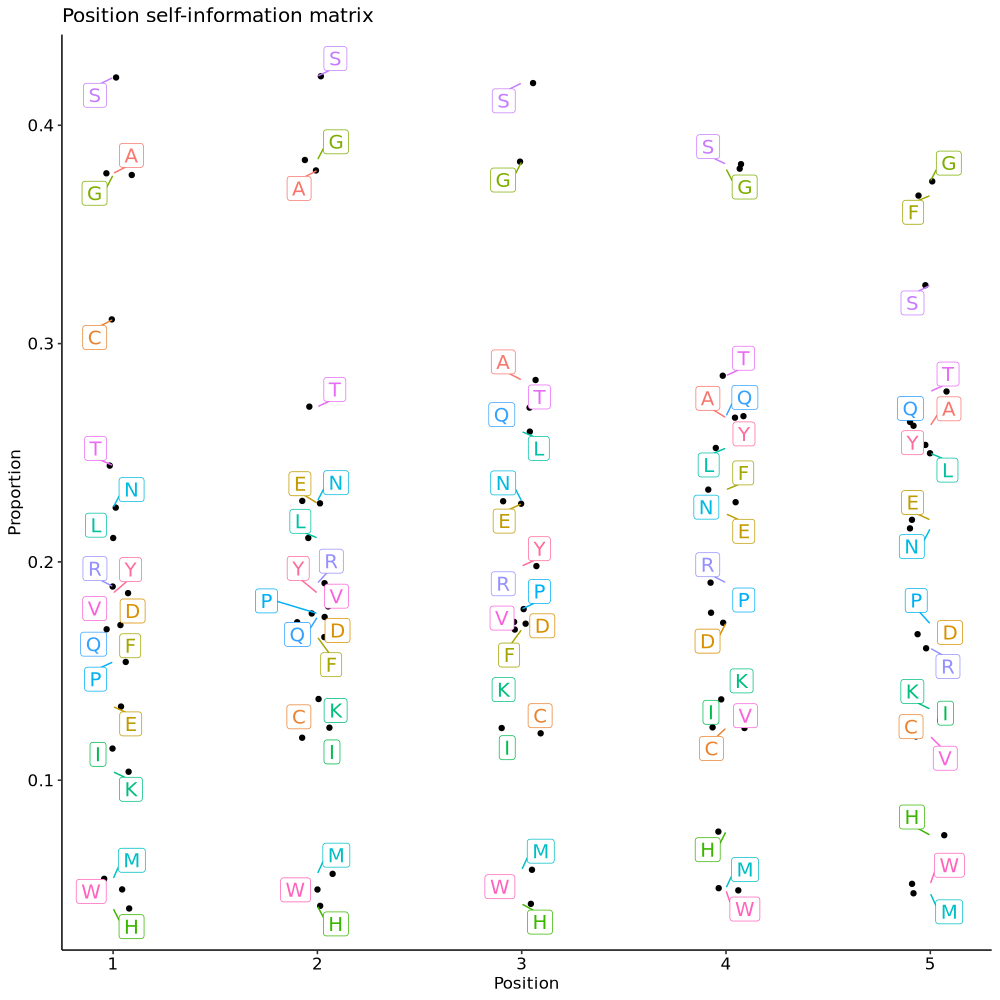 Position self-information matrix
Proportion
0.4
0.3
0.2
0.1
S
A
G
C
T
N
L
R
Y
V
D
Q
F
P
E
I
K
M
W
H
S
G
A
T
E
N
L
Y
R
P
V
Q
D
F
C
K
I
M
W
H
S
G
A
T
Q
L
N
E
Y
R
P
V
D
F
K
C
I
M
W
H
S
G
T
A
Q
Y
L
F
N
E
R
P
D
K
I
V
C
H
M
W
G
F
S
T
Q
A
Y
L
E
N
P
D
R
K
I
C
V
H
W
M
1 2 3 4 5
Position